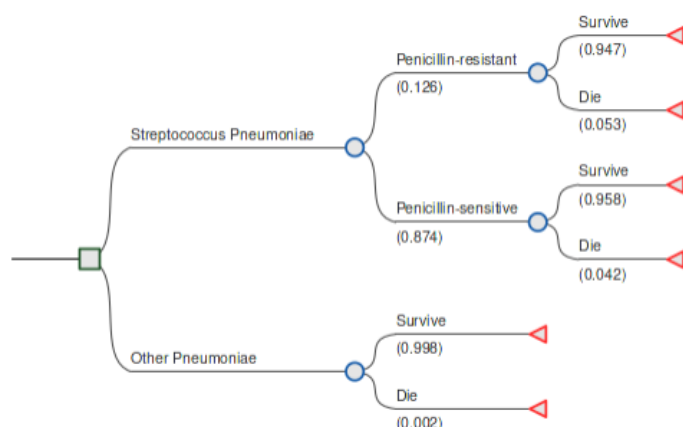 Survive
(0.947)
Penicillin-resistant
(0.126)
Die
(0.053)
Streptococcus Pneumoniae
Survive
(0.958)
Penicillin-sensitive
(0.874)
Die
(0.042)
Survive
(0.998)
Other Pneumoniae
Die
(0.002)